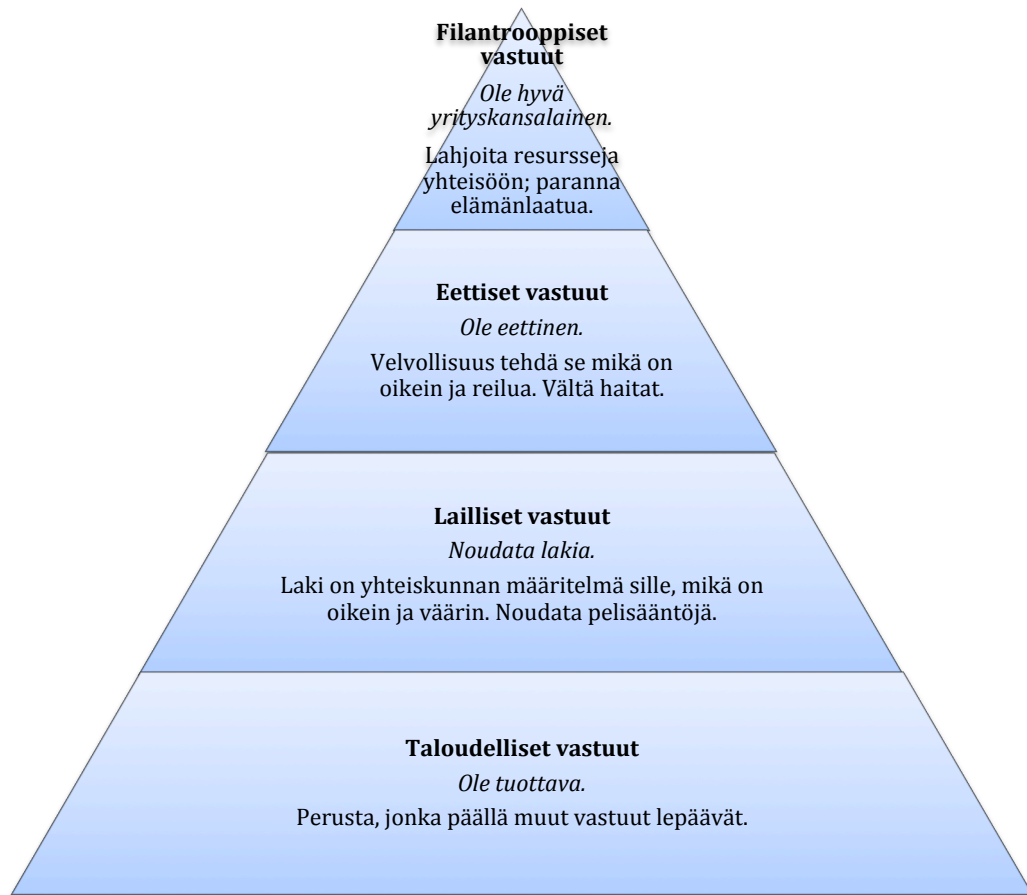 Filantrooppiset
vastuut
Ole hyvä
yrityskansalainen.
Lahjoita resursseja
yhteisöön; paranna
elämänlaatua.
Eettiset vastuut
Ole eettinen.
Velvollisuus tehdä se mikä on
oikein ja reilua. Vältä haitat.
Lailliset vastuut
Noudata lakia.
Laki on yhteiskunnan määritelmä sille, mikä on
oikein ja väärin. Noudata pelisääntöjä.
Taloudelliset vastuut
Ole tuottava.
Perusta, jonka päällä muut vastuut lepäävät.